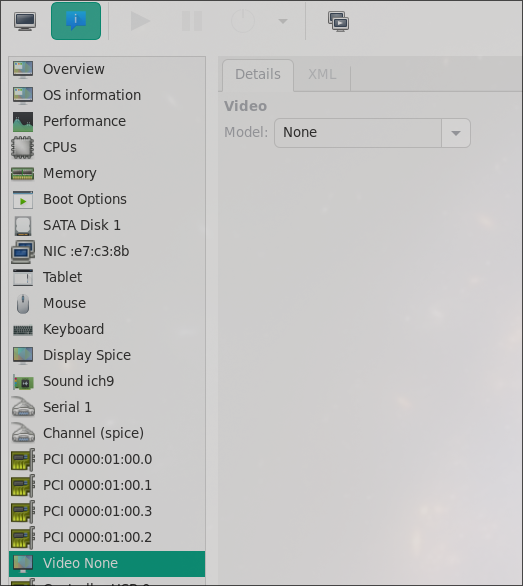 Details
XML
Video
Model:
None
Overview
OS information
Performance
CPUs
Memory
Boot Options
SATA Disk 1
NIC :e7:c3:8b
Tablet
Mouse
Keyboard
Display Spice
Sound ich9
Serial 1
Channel (spice)
PCI 0000:01:00.0
PCI 0000:01:00.1
PCI 0000:01:00.3
PCI 0000:01:00.2
Video None